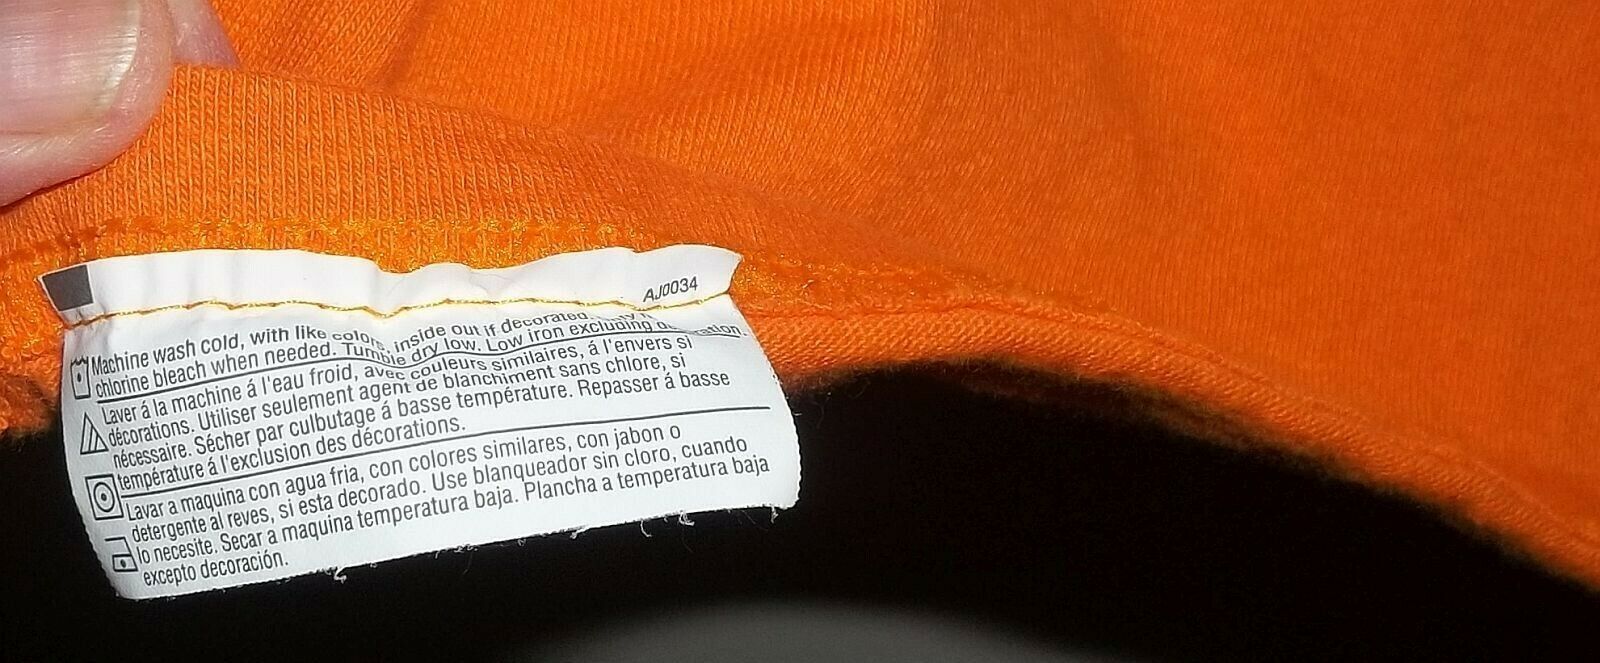 AJ0034
Machine wash cold, with like colors, inside out if decorated.
chlorine bleach when needed. Tumble dry low. Low iron excluding
Laver á la machine á l'eau froid, avec couleurs similaires, á l'envers si
décorations. Utiliser seulement agent de blanchiment sans chlore, si
nécessaire. Sécher par culbutage á basse température. Repasser á basse
température á l'exclusion des décorations.
Lavar a maquina con agua fria, con colores similares, con jabon o
detergente al reves, si esta decorado. Use blanqueador sin cloro, cuando
lo necesite. Secar a maquina temperatura baja. Plancha a temperatura baja
excepto decoración.